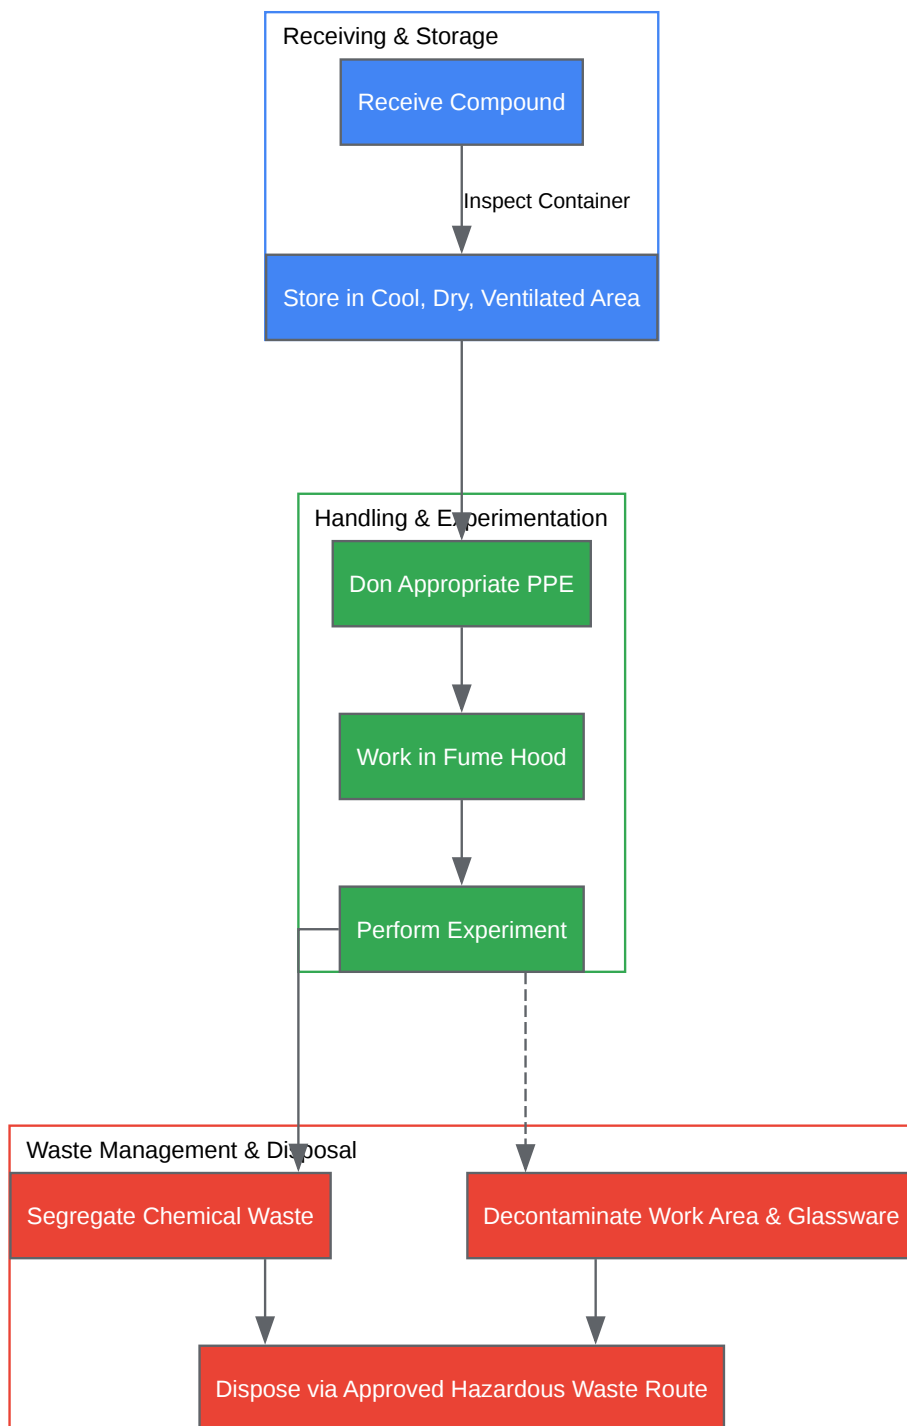 Receiving & Storage
Receive Compound
Inspect Container
Store in Cool, Dry, Ventilated Area
Handling & Experimentation
Don Appropriate PPE
Work in Fume Hood
Perform Experiment
Waste Management & Disposal
Segregate Chemical Waste
Decontaminate Work Area & Glassware
Dispose via Approved Hazardous Waste Route